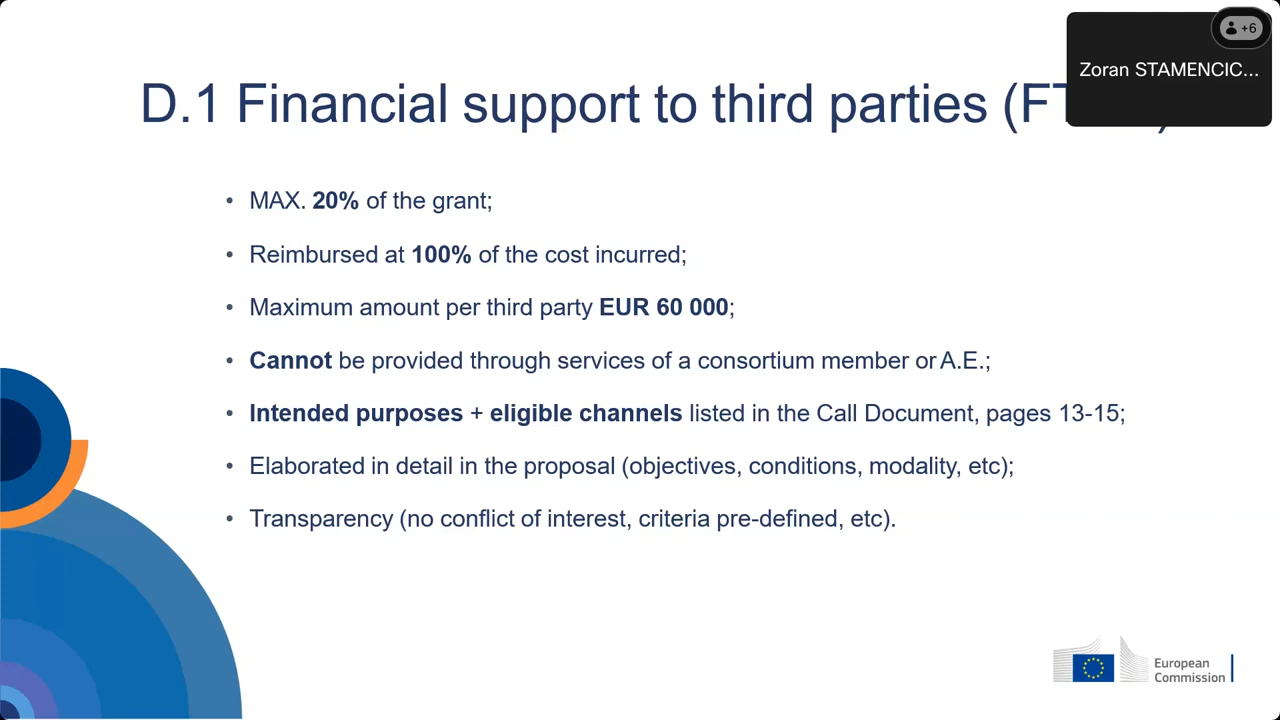 +6
Zoran STAMENCIC...
D.1 Financial support to third parties
• MAX. 20% of the grant;
• Reimbursed at 100% of the cost incurred;
• Maximum amount per third party EUR 60 000;
• Cannot be provided through services of a consortium member or A.E.;
• Intended purposes + eligible channels listed in the Call Document, pages 13-15;
• Elaborated in detail in the proposal (objectives, conditions, modality, etc);
• Transparency (no conflict of interest, criteria pre-defined, etc).
European
Commission